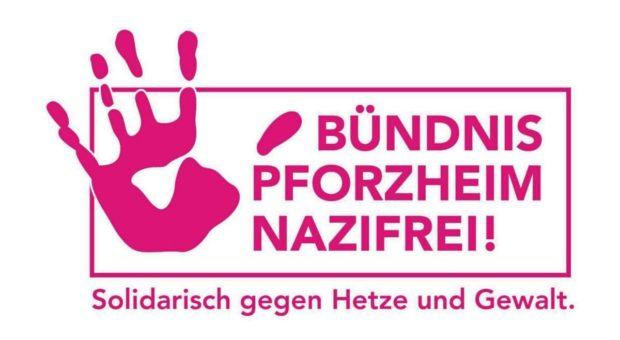 BÜNDNIS
PFORZHEIM
NAZIFREI!
Solidarisch gegen Hetze und Gewalt.